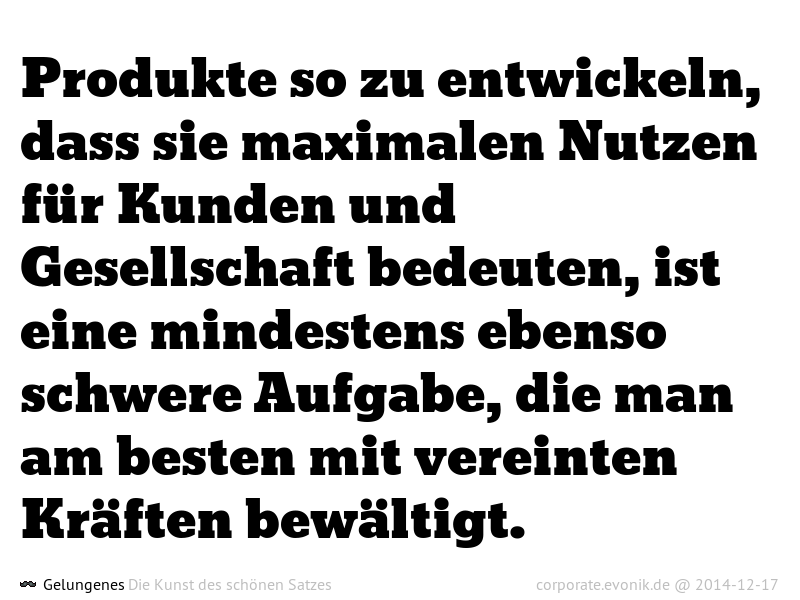 Produkte so zu entwickeln,
dass sie maximalen Nutzen
für Kunden und
Gesellschaft bedeuten, ist
eine mindestens ebenso
schwere Aufgabe, die man
am besten mit vereinten
Kräften bewältigt.
Gelungenes Die Kunst des schönen Satzes corporate.evonik.de @ 2014-12-17